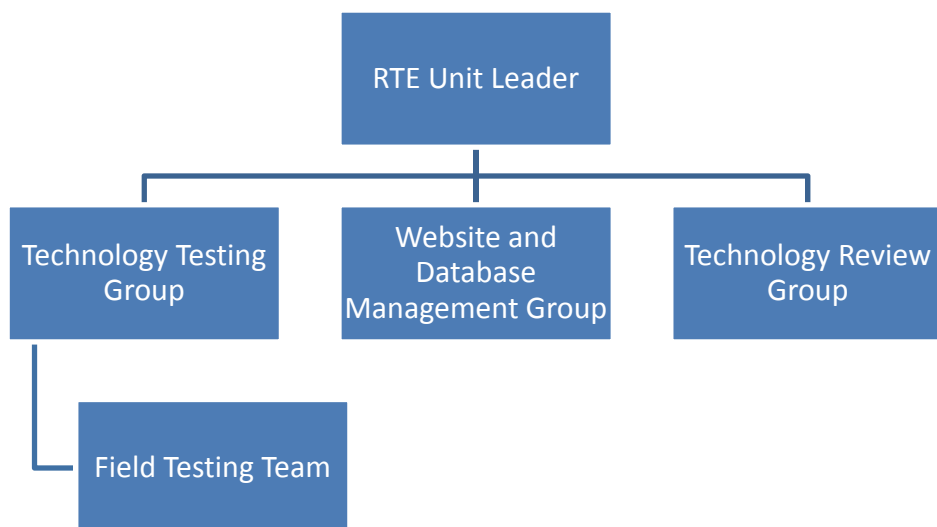 RTE Unit Leader
Technology Testing
Group
Website and
Database
Management Group
Technology Review
Group
Field Testing Team